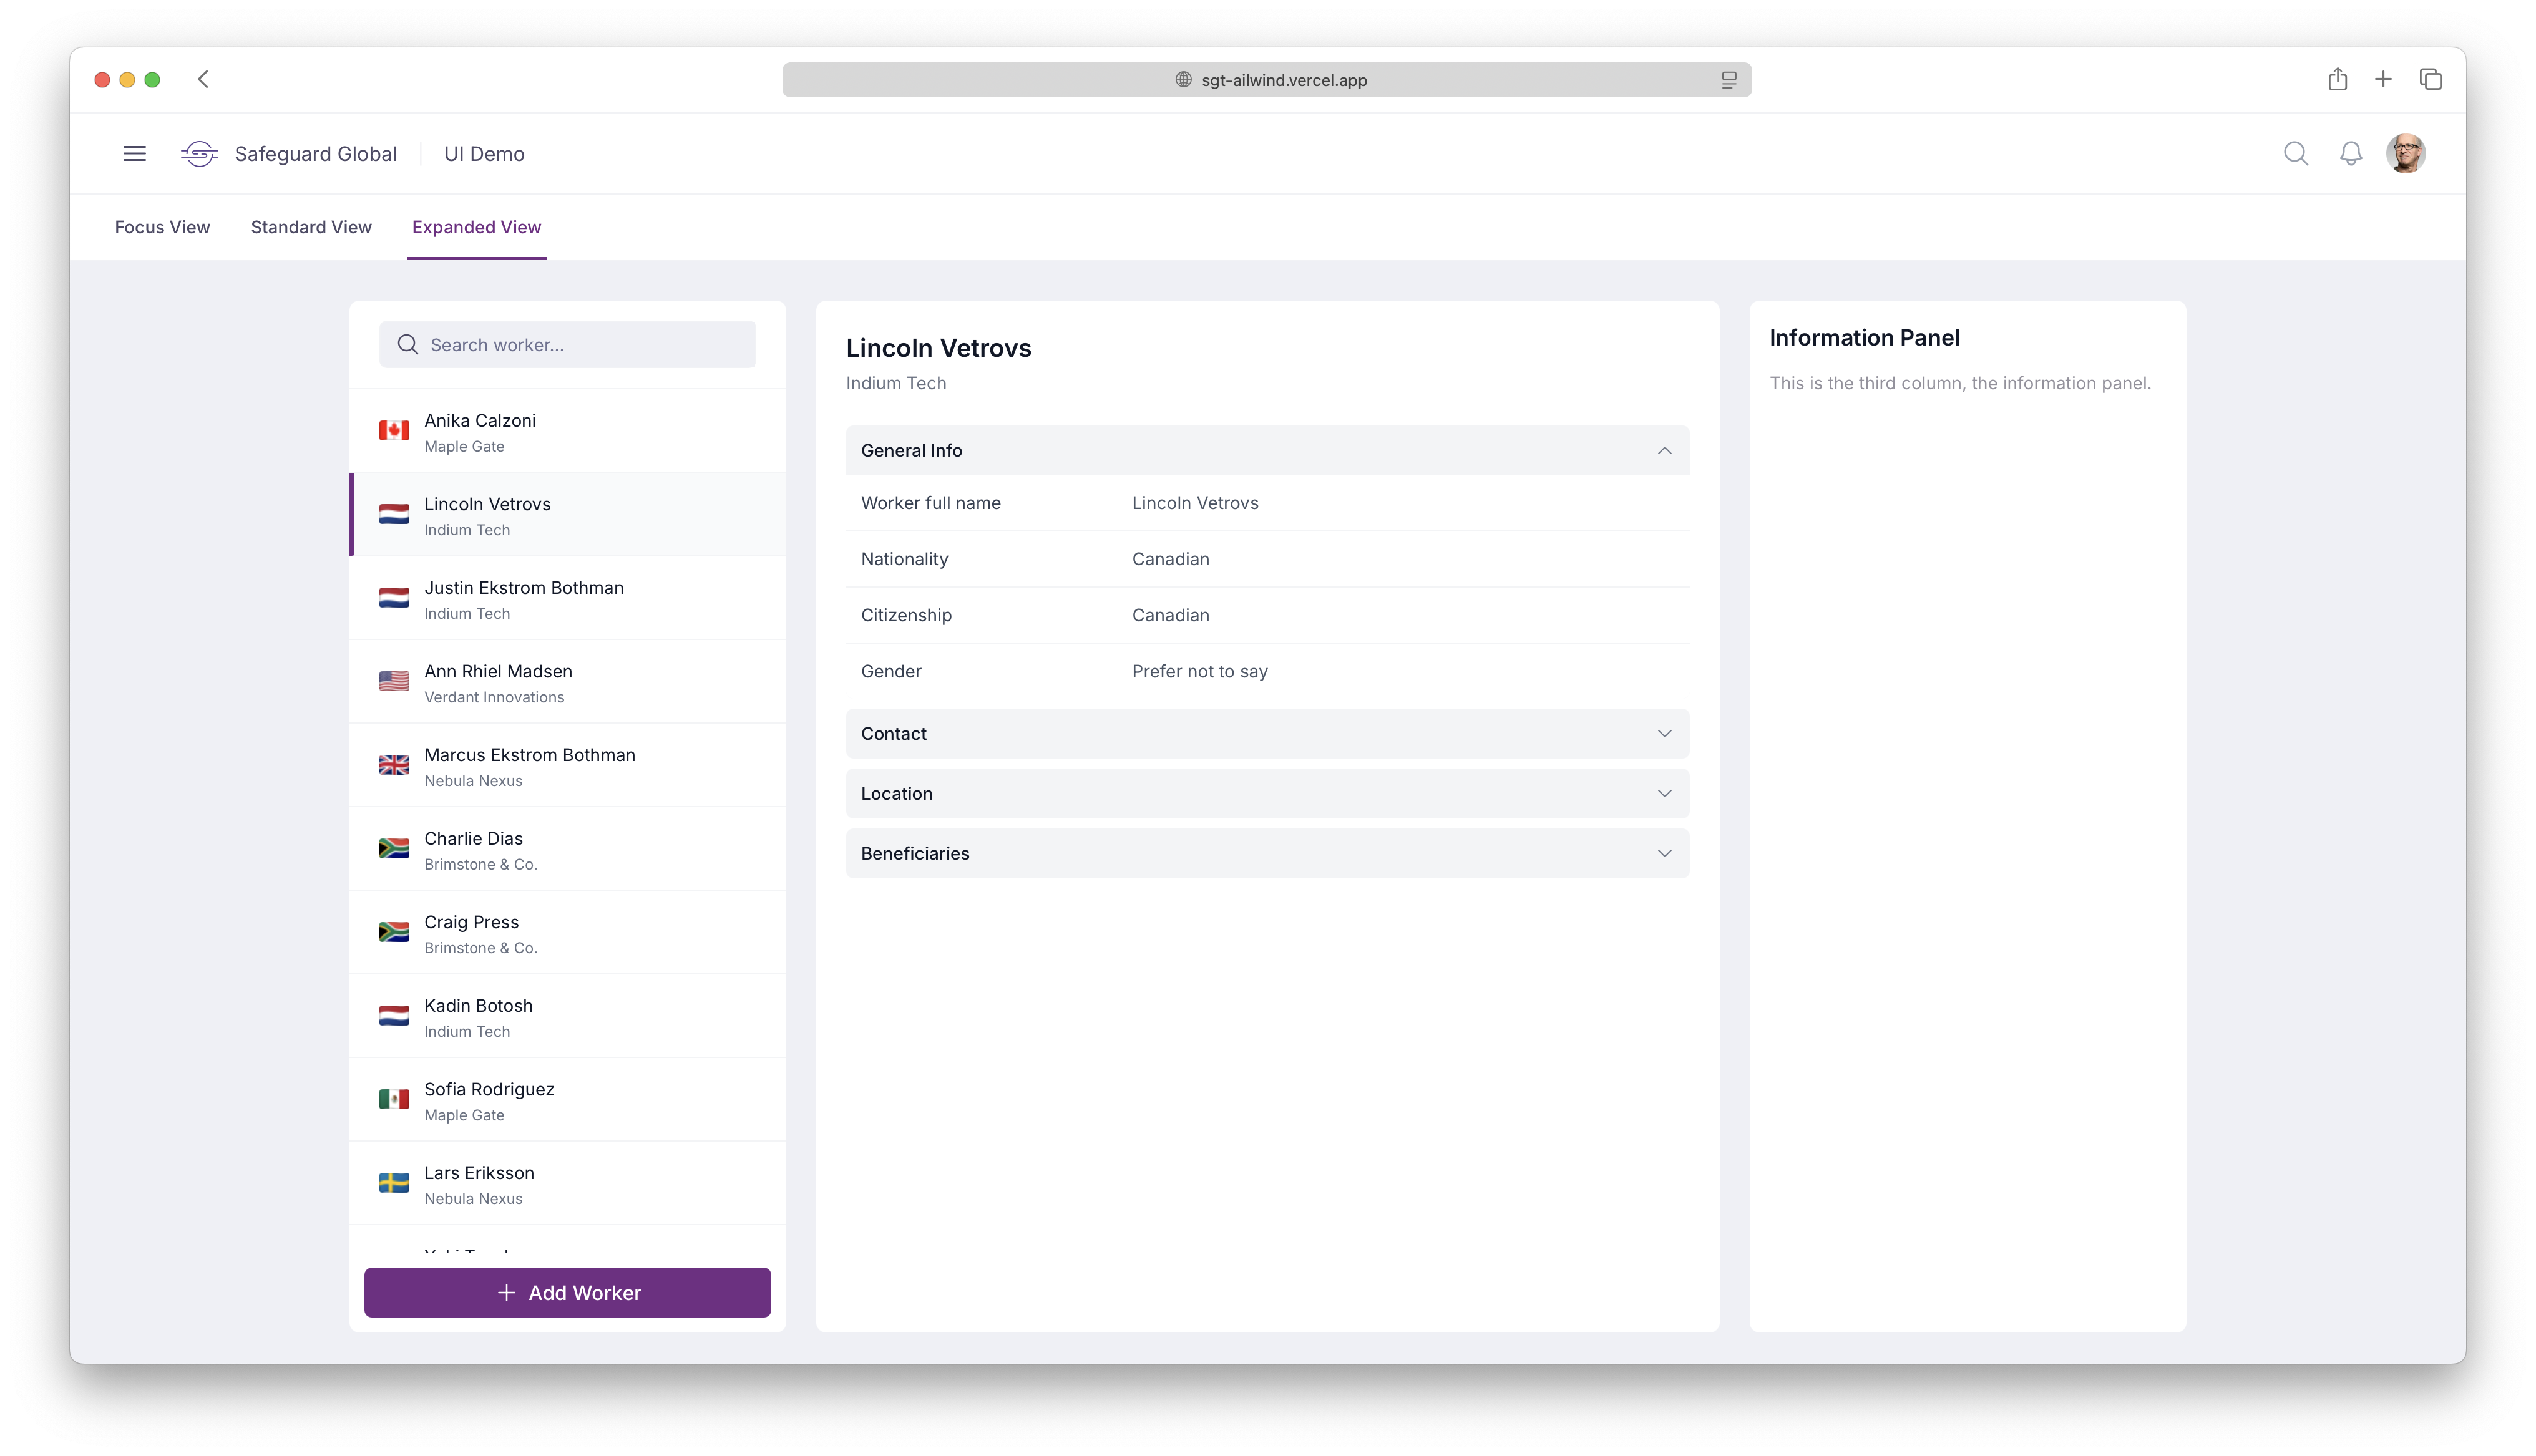 sgt-ailwind.vercel.app
Safeguard Global
UI Demo
Focus View
Standard View
Expanded View
Search worker...
Anika Calzoni
Maple Gate
Lincoln Vetrovs
Indium Tech
Justin Ekstrom Bothman
Indium Tech
Ann Rhiel Madsen
Verdant Innovations
Marcus Ekstrom Bothman
Nebula Nexus
Charlie Dias
Brimstone & Co.
Craig Press
Brimstone & Co.
Kadin Botosh
Indium Tech
Sofia Rodriguez
Maple Gate
Lars Eriksson
Nebula Nexus
Add Worker
Lincoln Vetrovs
Indium Tech
General Info
Worker full name Lincoln Vetrovs
Nationality Canadian
Citizenship Canadian
Gender Prefer not to say
Contact
Location
Beneficiaries
Information Panel
This is the third column, the information panel.